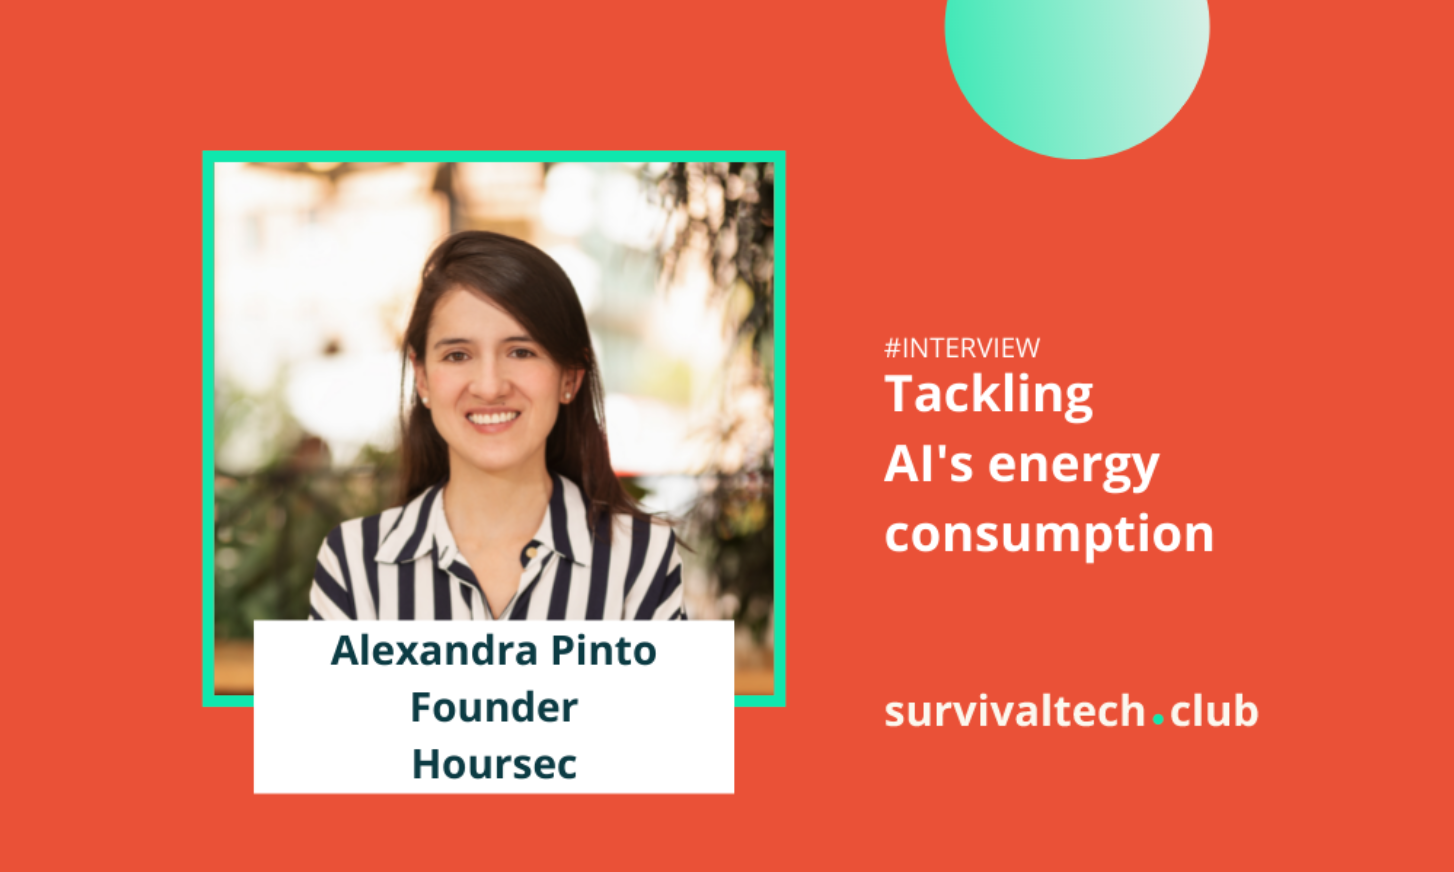 #INTERVIEW
Tackling
AI's energy
consumption
Alexandra Pinto
Founder
Hoursec
survivaltech.club